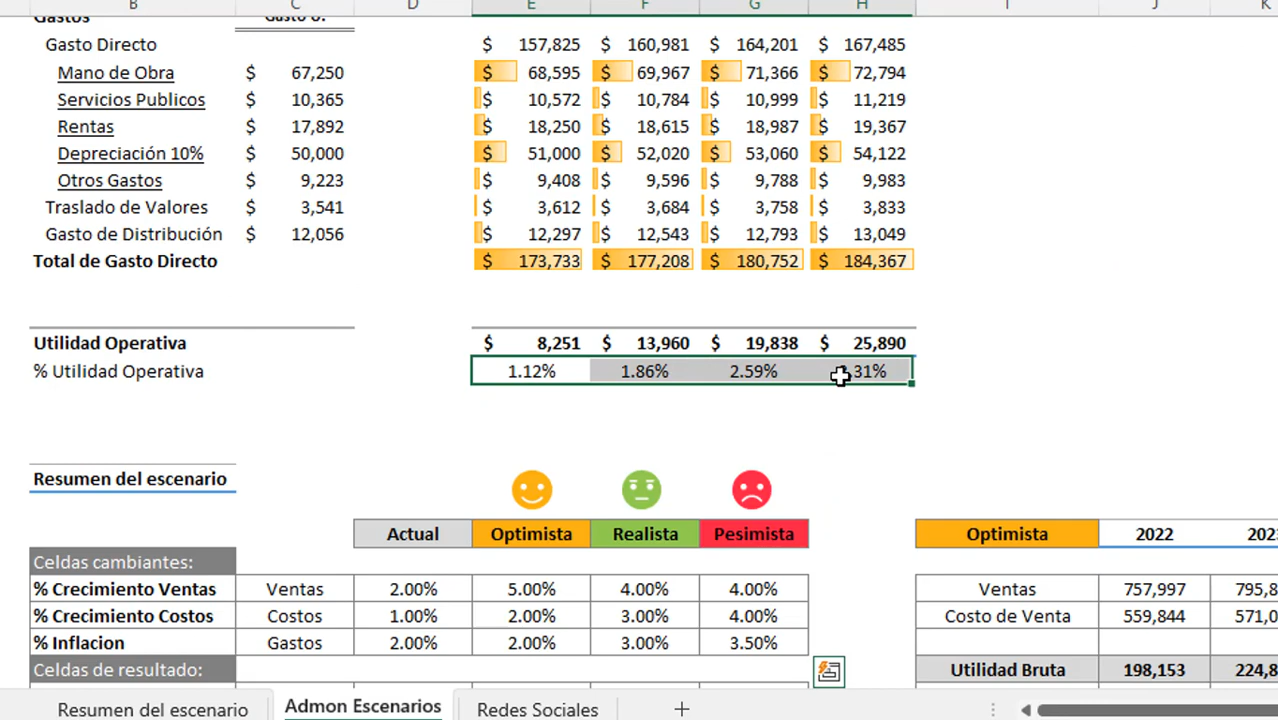 B C D E F G H I J K
Gastos
Gasto Directo $ 157,825 $ 160,981 $ 164,201 $ 167,485
Mano de Obra $ 67,250 $ 68,595 $ 69,967 $ 71,366 $ 72,794
Servicios Publicos $ 10,365 $ 10,572 $ 10,784 $ 10,999 $ 11,219
Rentas $ 17,892 $ 18,250 $ 18,615 $ 18,987 $ 19,367
Depreciación 10% $ 50,000 $ 51,000 $ 52,020 $ 53,060 $ 54,122
Otros Gastos $ 9,223 $ 9,408 $ 9,596 $ 9,788 $ 9,983
Traslado de Valores $ 3,541 $ 3,612 $ 3,684 $ 3,758 $ 3,833
Gasto de Distribución $ 12,056 $ 12,297 $ 12,543 $ 12,793 $ 13,049
Total de Gasto Directo $ 173,733 $ 177,208 $ 180,752 $ 184,367
Utilidad Operativa $ 8,251 $ 13,960 $ 19,838 $ 25,890
% Utilidad Operativa 1.12% 1.86% 2.59% .31%
Resumen del escenario
Actual Optimista Realista Pesimista Optimista 2022
Celdas cambiantes:
% Crecimiento Ventas Ventas 2.00% 5.00% 4.00% 4.00% Ventas 757,997 795,8
% Crecimiento Costos Costos 1.00% 2.00% 3.00% 4.00% Costo de Venta 559,844 571,0
% Inflacion Gastos 2.00% 2.00% 3.00% 3.50%
Celdas de resultado: Utilidad Bruta 198,153 224,8
Resumen del escenario Admon Escenarios Redes Sociales +